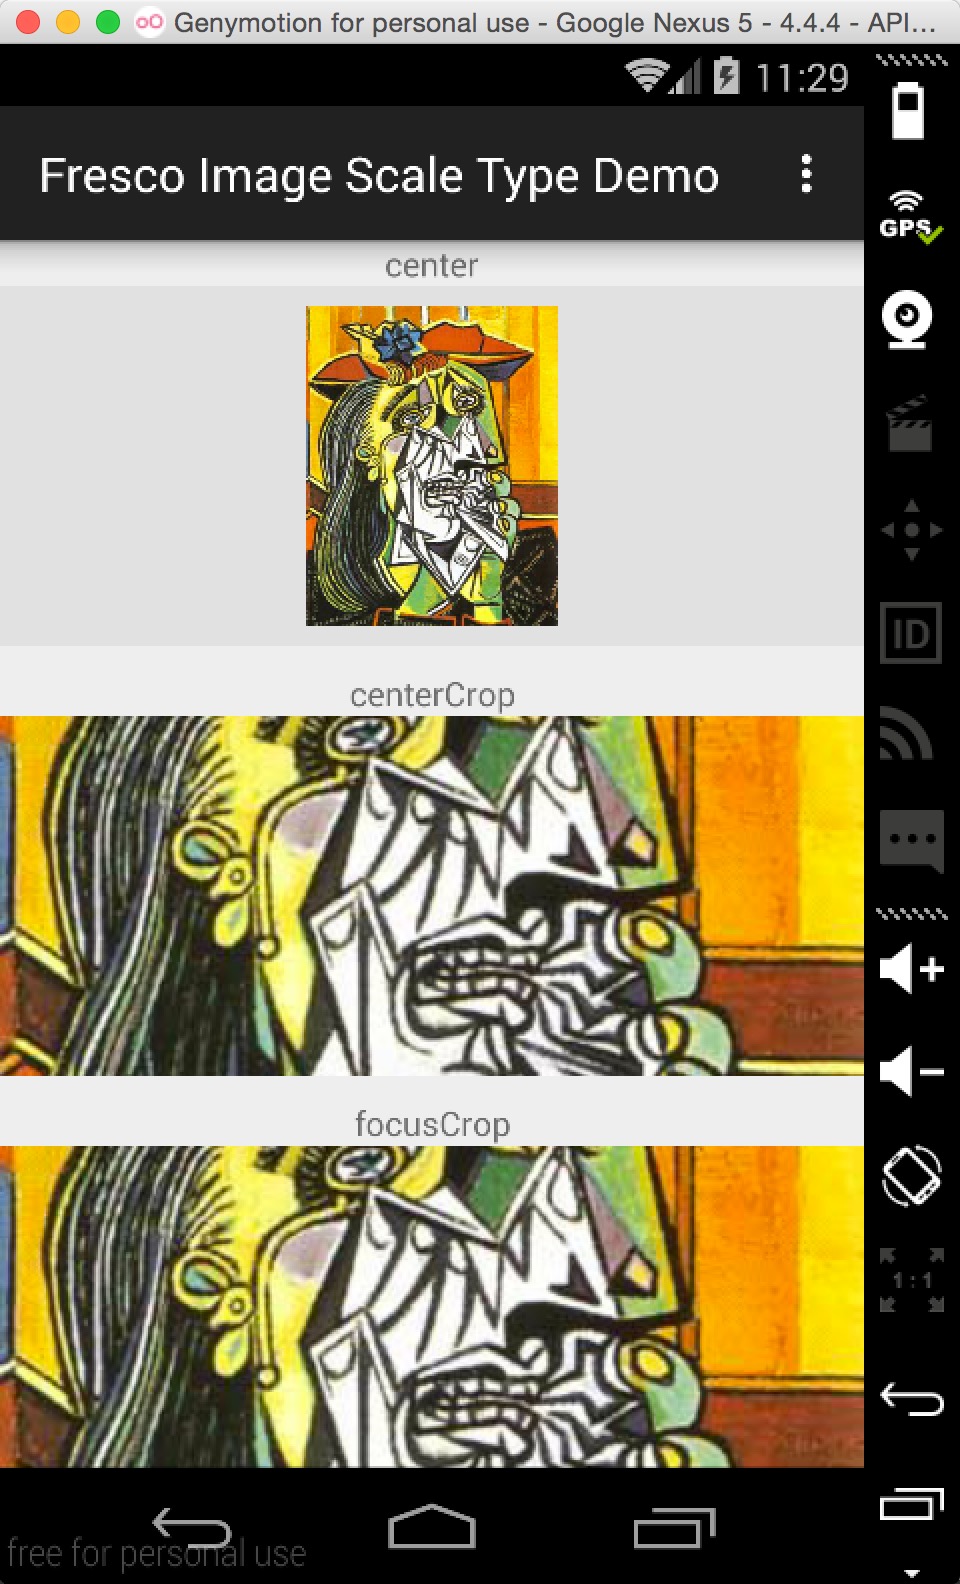 Genymotion for personal use - Google Nexus 5 - 4.4.4 - API...
11:29
Fresco Image Scale Type Demo
GPS
center
ID
centerCrop
focusCrop
1:1
free for personal use